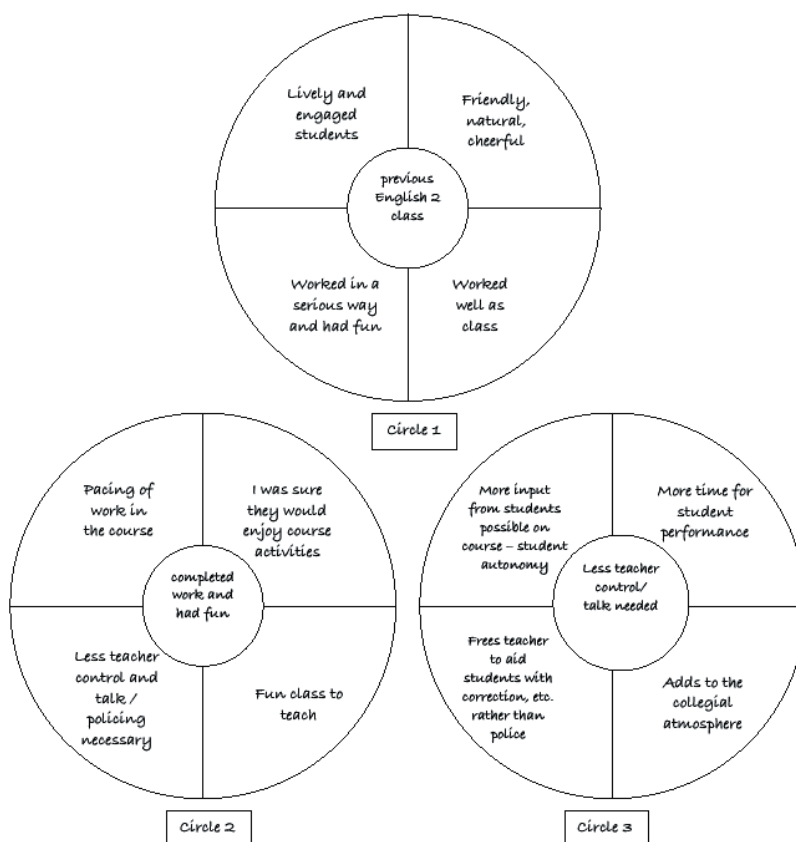 Lively and
engaged
students
Friendly,
natural,
cheerful
previous
English 2
class
Worked in a
serious way
and had fun
Worked
well as
class
Circle 1
Pacing of
work in
the course
I was sure
they would
enjoy course
activities
completed
work and
had fun
Less teacher
control and
talk /
policing
necessary
Fun class to
teach
Circle 2
More input
from students
possible on
course – student
autonomy
More time for
student
performance
Less teacher
control/
talk needed
Frees teacher
to aid
students with
correction, etc.
rather than
police
Adds to the
collegial
atmosphere
Circle 3